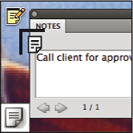 NOTES
Call client for approv
1 / 1